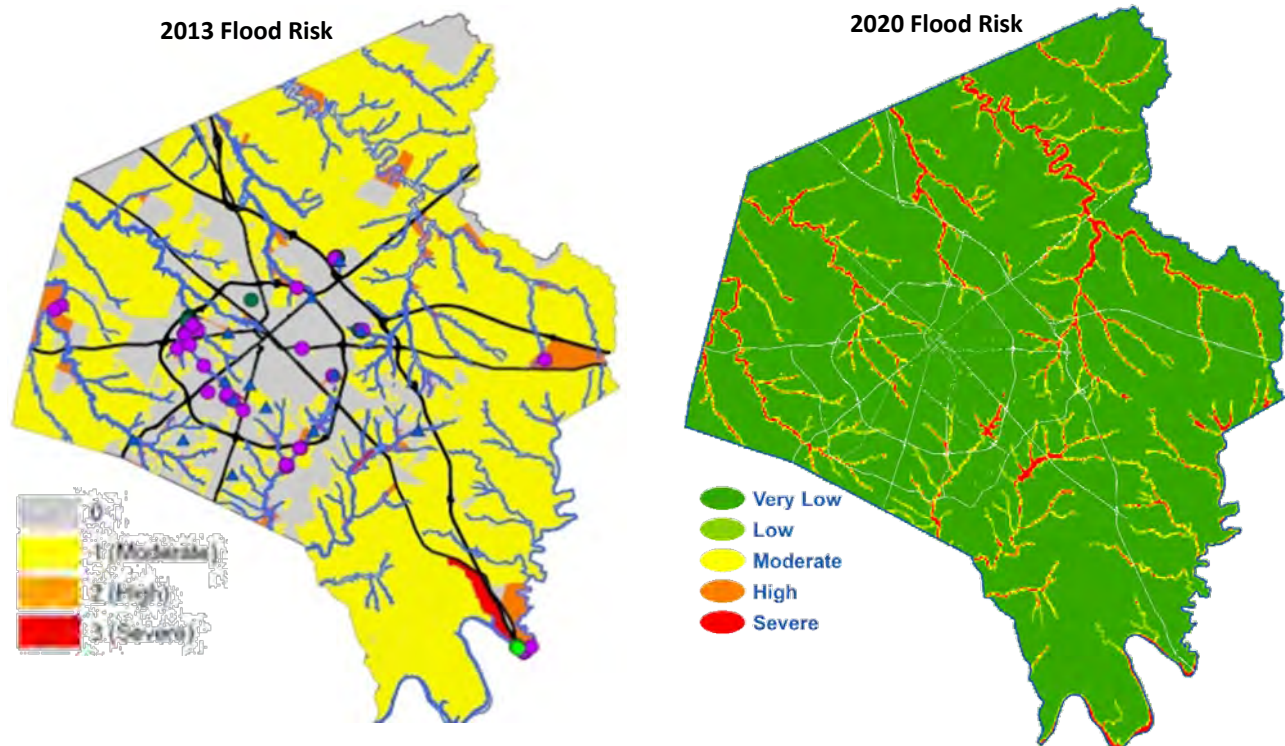 2013 Flood Risk
0
1 (Moderate)
2 (High)
3 (Severe)
2020 Flood Risk
Very Low
Low
Moderate
High
Severe